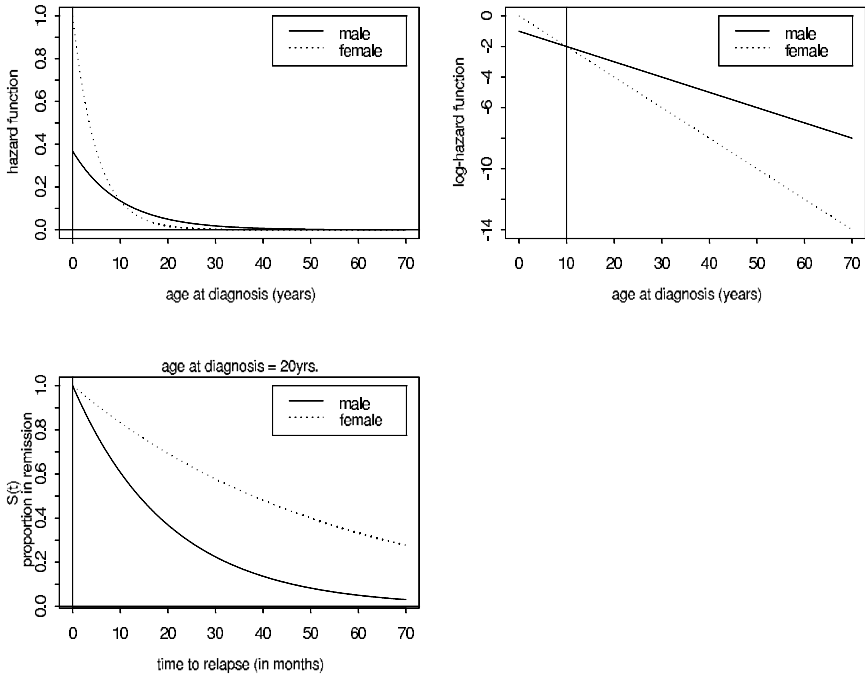 hazard function
1.0
0.8
0.6
0.4
0.2
0.0
male
female
0 10 20 30 40 50 60 70
age at diagnosis (years)
log-hazard function
0
-2
-6
-10
-14
male
female
0 10 20 30 40 50 60 70
age at diagnosis (years)
age at diagnosis = 20yrs.
S(t)
proportion in remission
1.0
0.8
0.6
0.4
0.2
0.0
male
female
0 10 20 30 40 50 60 70
time to relapse (in months)